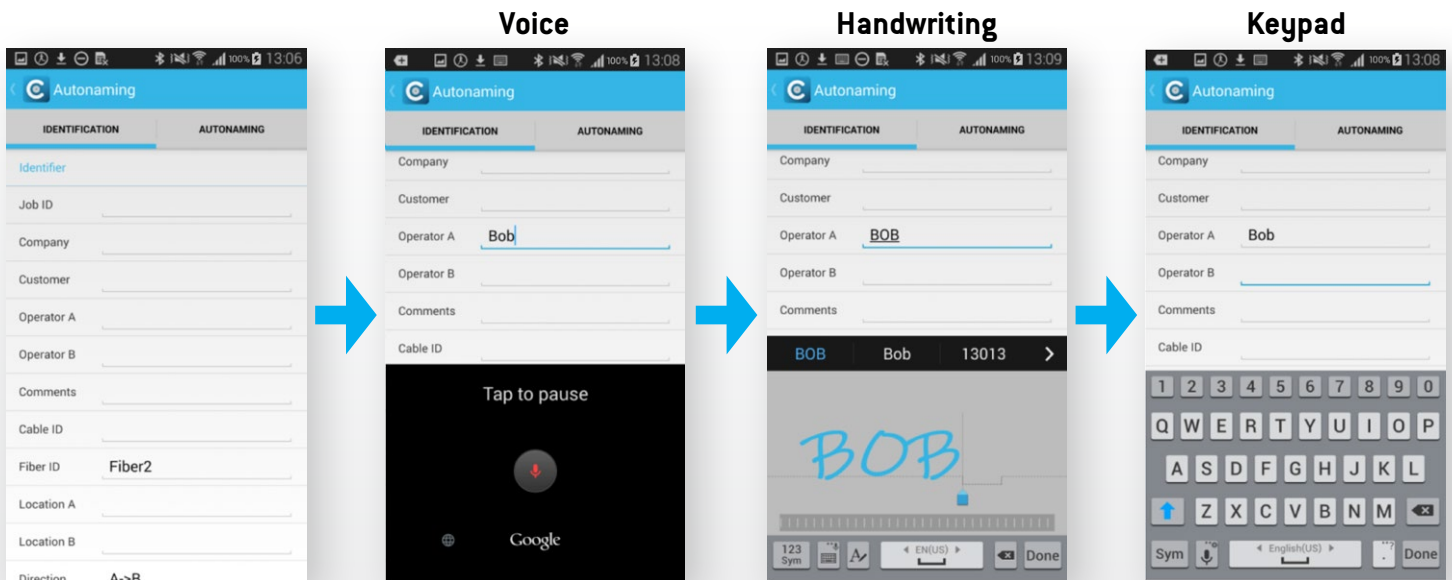 Voice
Handwriting
Keypad
100% 13:06
Autonaming
IDENTIFICATION AUTONAMING
Identifier
Job ID
Company
Customer
Operator A
Operator B
Comments
Cable ID
Fiber ID Fiber2
Location A
Location B
Direction A->B
100% 13:08
Autonaming
IDENTIFICATION AUTONAMING
Company
Customer
Operator A Bob
Operator B
Comments
Cable ID
Tap to pause
Google
100% 13:09
Autonaming
IDENTIFICATION AUTONAMING
Company
Customer
Operator A BOB
Operator B
Comments
BOB Bob 13013
BOB
123
Sym EN(US) Done
100% 13:08
Autonaming
IDENTIFICATION AUTONAMING
Company
Customer
Operator A Bob
Operator B
Comments
Cable ID
1 2 3 4 5 6 7 8 9 0
Q W E R T Y U I O P
A S D F G H J K L
Z X C V B N M
Sym English(US) . Done